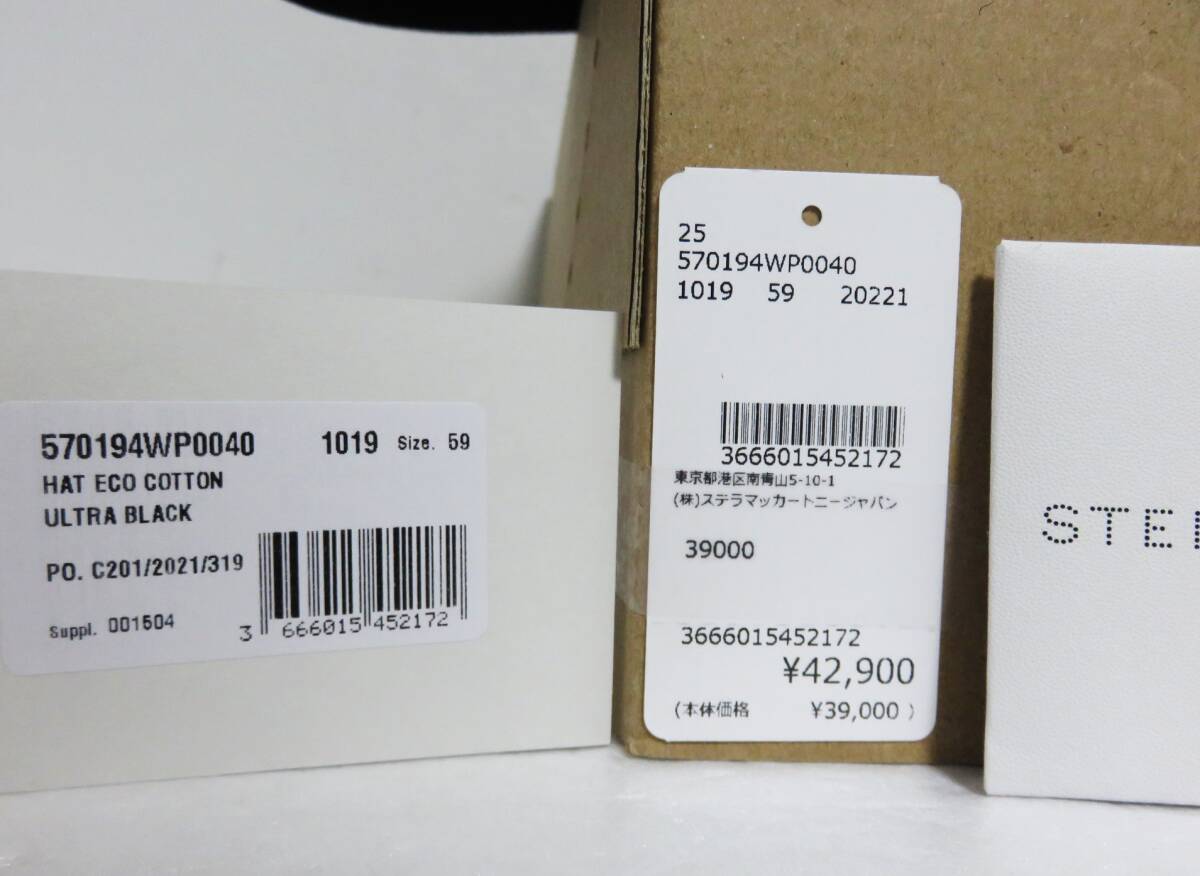 570194WP0040 1019 Size. 59
HAT ECO COTTON
ULTRA BLACK
PO. C201/2021/319
Suppl. 001504
3 666015 452172
25
570194WP0040
1019 59 20221
3666015452172
東京都港区南青山5-10-1
(株)ステラマッカートニージャパン
39000
3666015452172
¥42,900
(本体価格 ¥39,000 )
STE